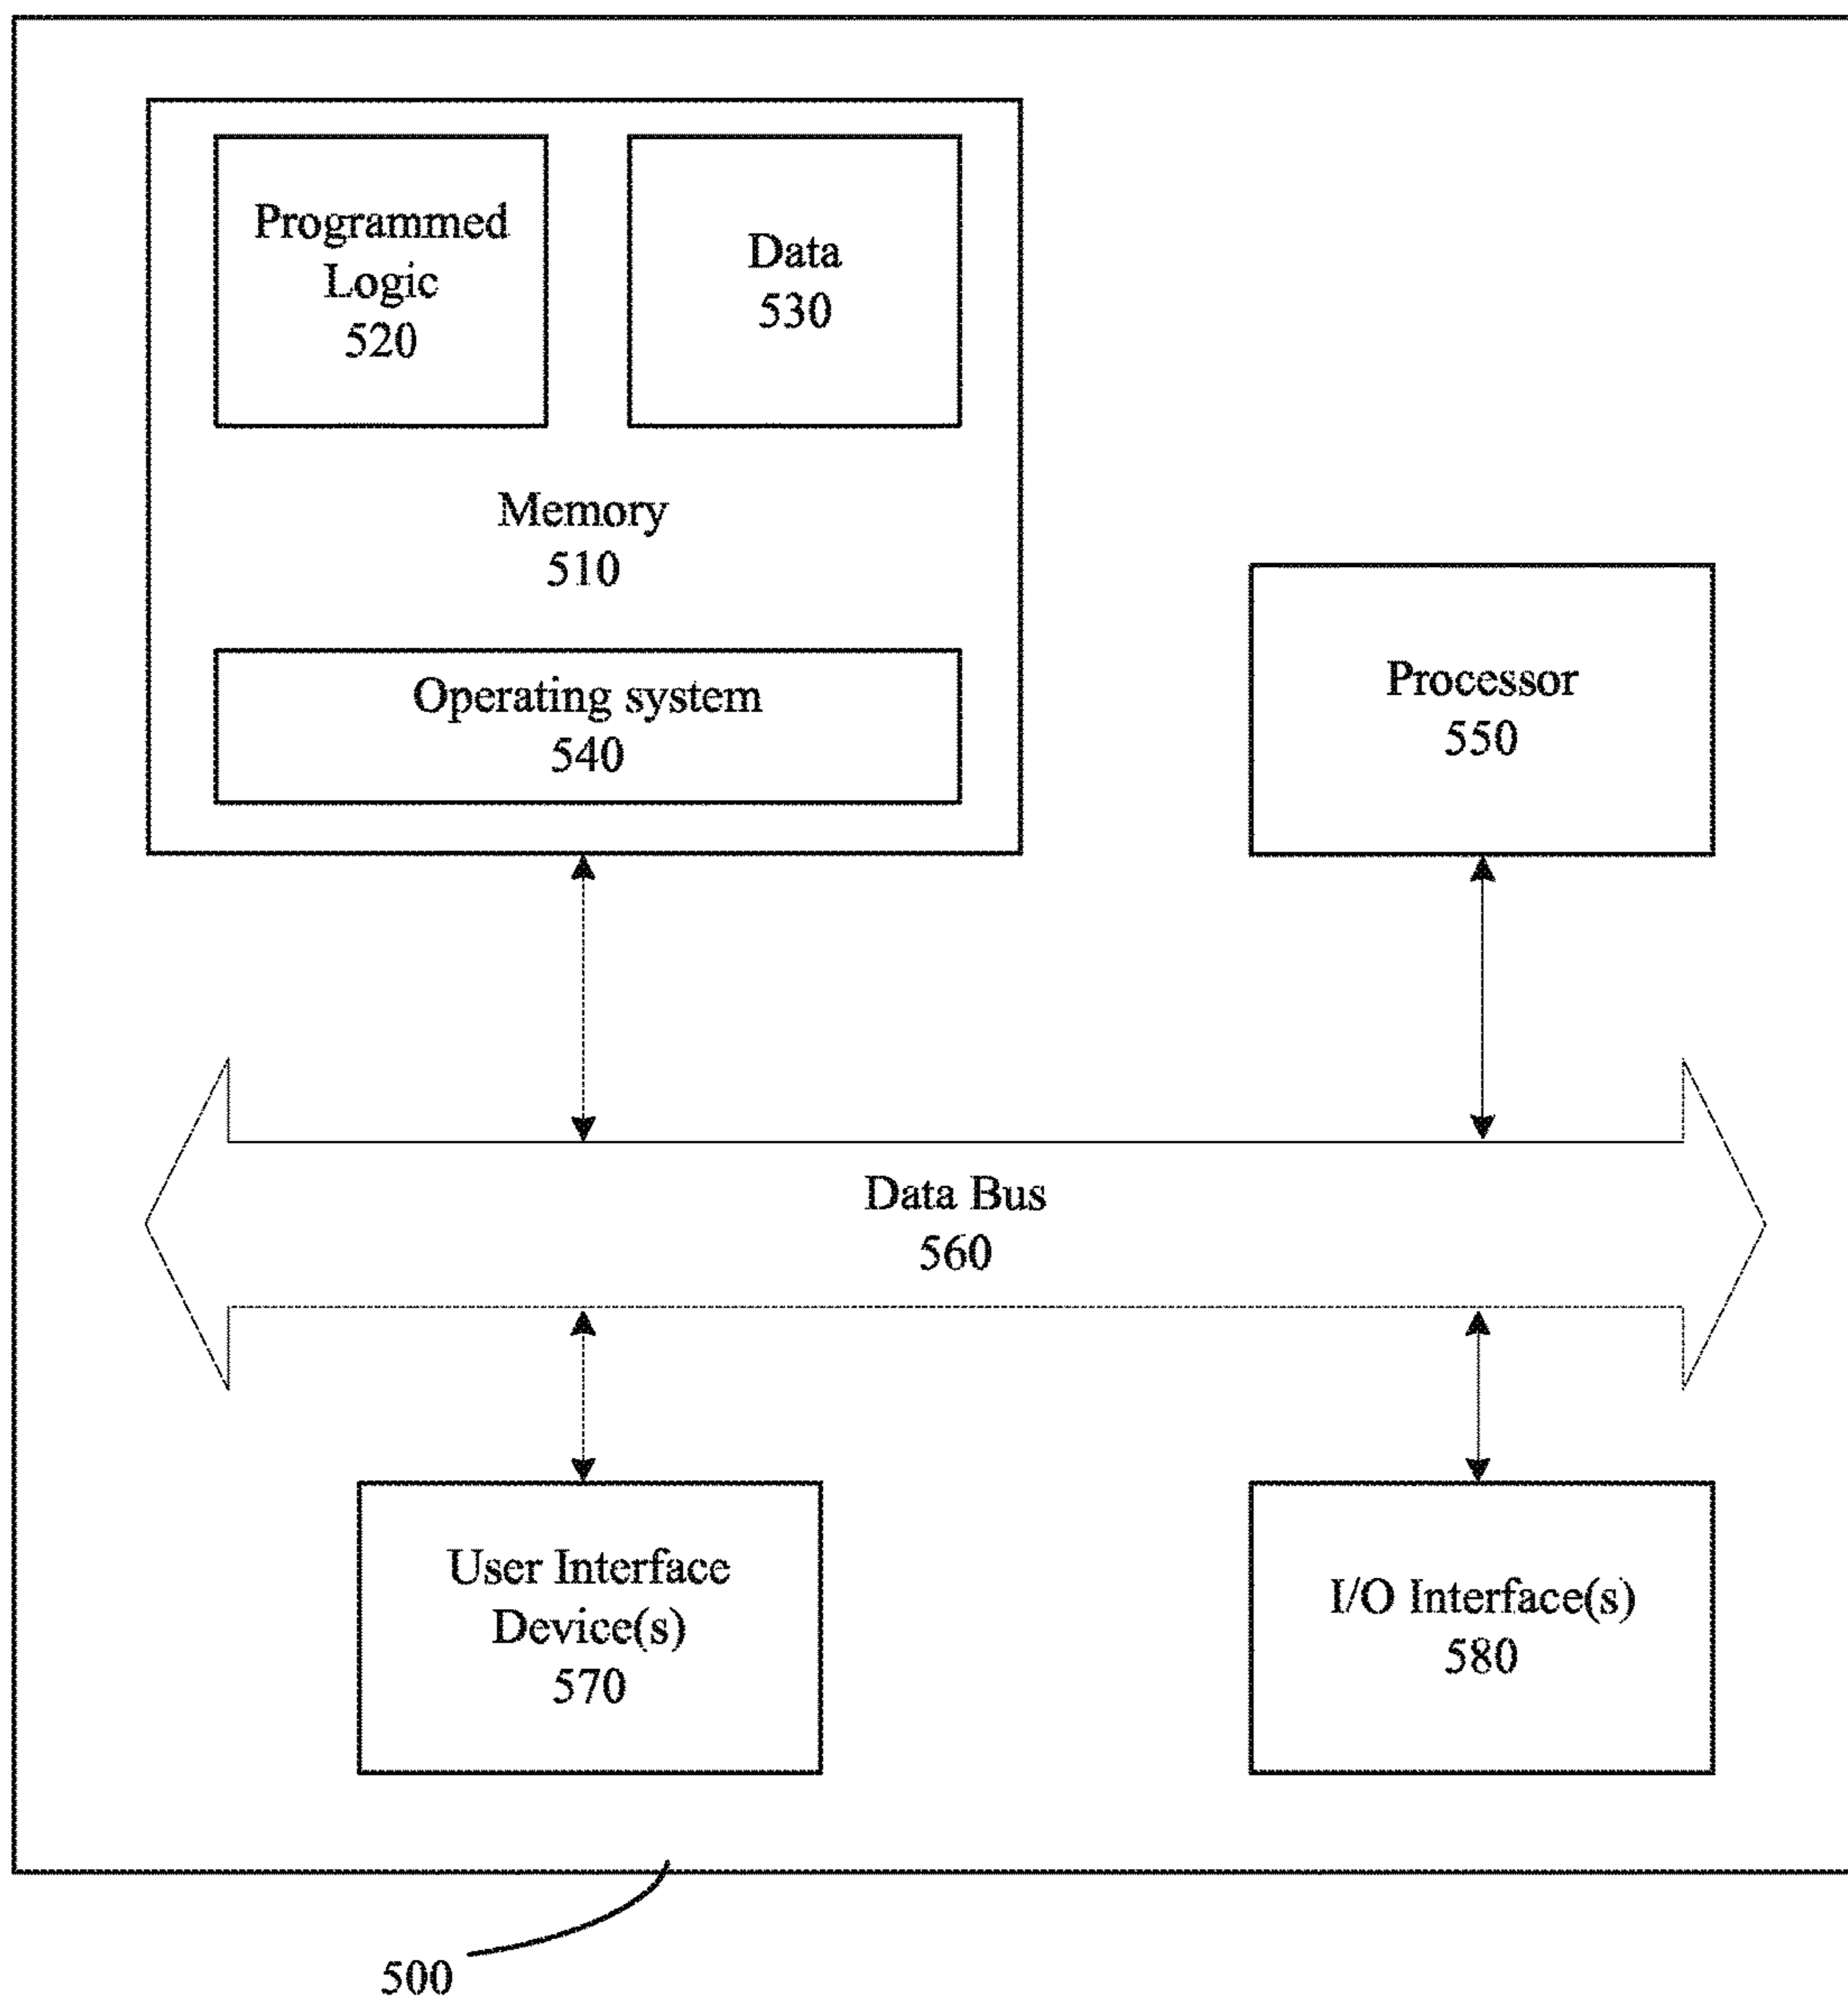 Programmed
Logic
520
Data
530
Memory
510
Operating system
540
Processor
550
Data Bus
560
User Interface
Device(s)
570
I/O Interface(s)
580
500